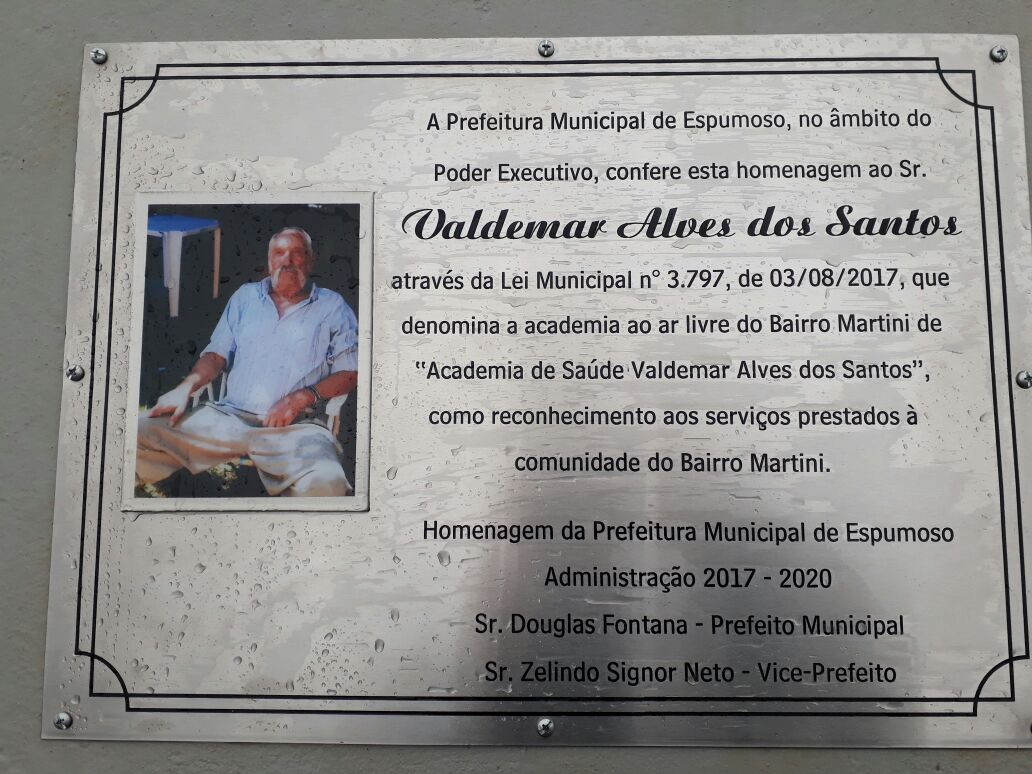 A Prefeitura Municipal de Espumoso, no âmbito do
Poder Executivo, confere esta homenagem ao Sr.
Valdemar Alves dos Santos
através da Lei Municipal n° 3.797, de 03/08/2017, que
denomina a academia ao ar livre do Bairro Martini de
“Academia de Saúde Valdemar Alves dos Santos”,
como reconhecimento aos serviços prestados à
comunidade do Bairro Martini.
Homenagem da Prefeitura Municipal de Espumoso
Administração 2017 - 2020
Sr. Douglas Fontana - Prefeito Municipal
Sr. Zelindo Signor Neto - Vice-Prefeito